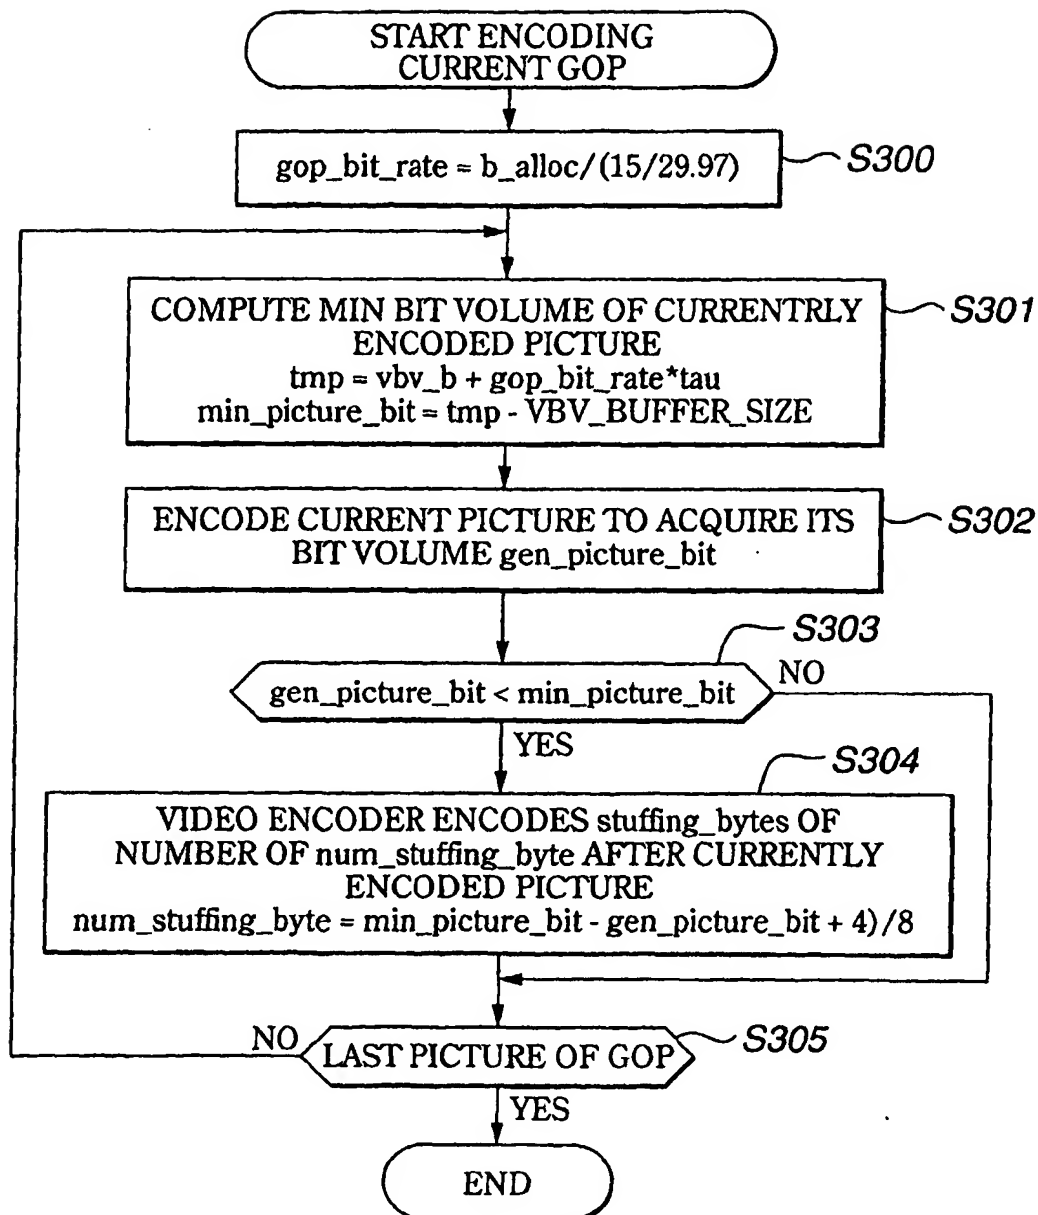 START ENCODING
CURRENT GOP
gop_bit_rate = b_alloc/(15/29.97)
S300
COMPUTE MIN BIT VOLUME OF CURRENTRLY
ENCODED PICTURE
tmp = vbv_b + gop_bit_rate*tau
min_picture_bit = tmp - VBV_BUFFER_SIZE
S301
ENCODE CURRENT PICTURE TO ACQUIRE ITS
BIT VOLUME gen_picture_bit
S302
S303
gen_picture_bit < min_picture_bit
NO
YES
S304
VIDEO ENCODER ENCODES stuffing_bytes OF
NUMBER OF num_stuffing_byte AFTER CURRENTLY
ENCODED PICTURE
num_stuffing_byte = min_picture_bit - gen_picture_bit + 4)/8
NO
LAST PICTURE OF GOP
S305
YES
END